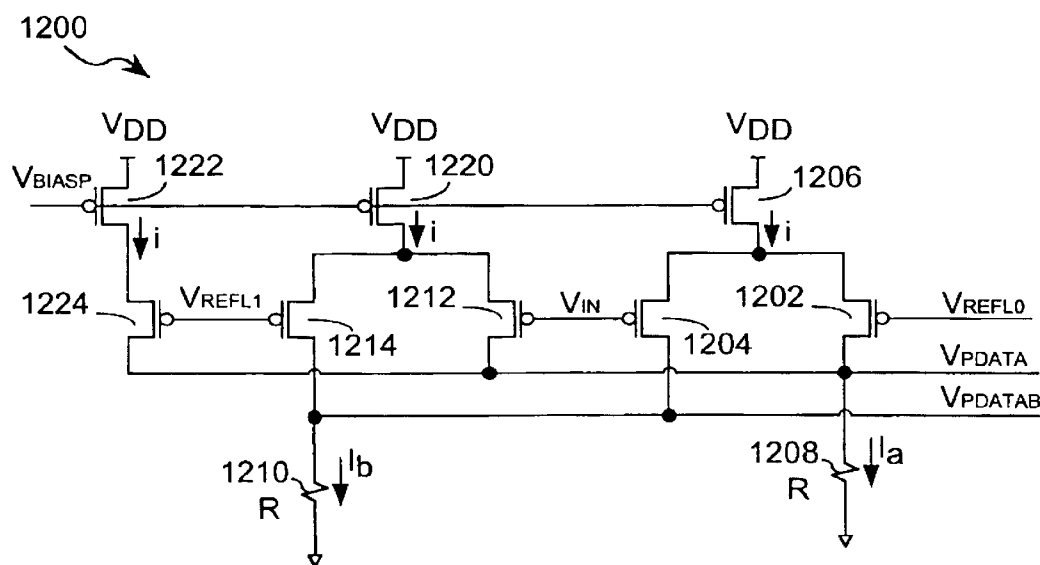 1200
VDD VDD VDD
VBIASP 1222 1220 1206
i i i
1224 VREFL1 1214 1212 VIN 1204 1202 VREFL0
VPDATA
VPDATAB
1210 R Ib 1208 R Ia